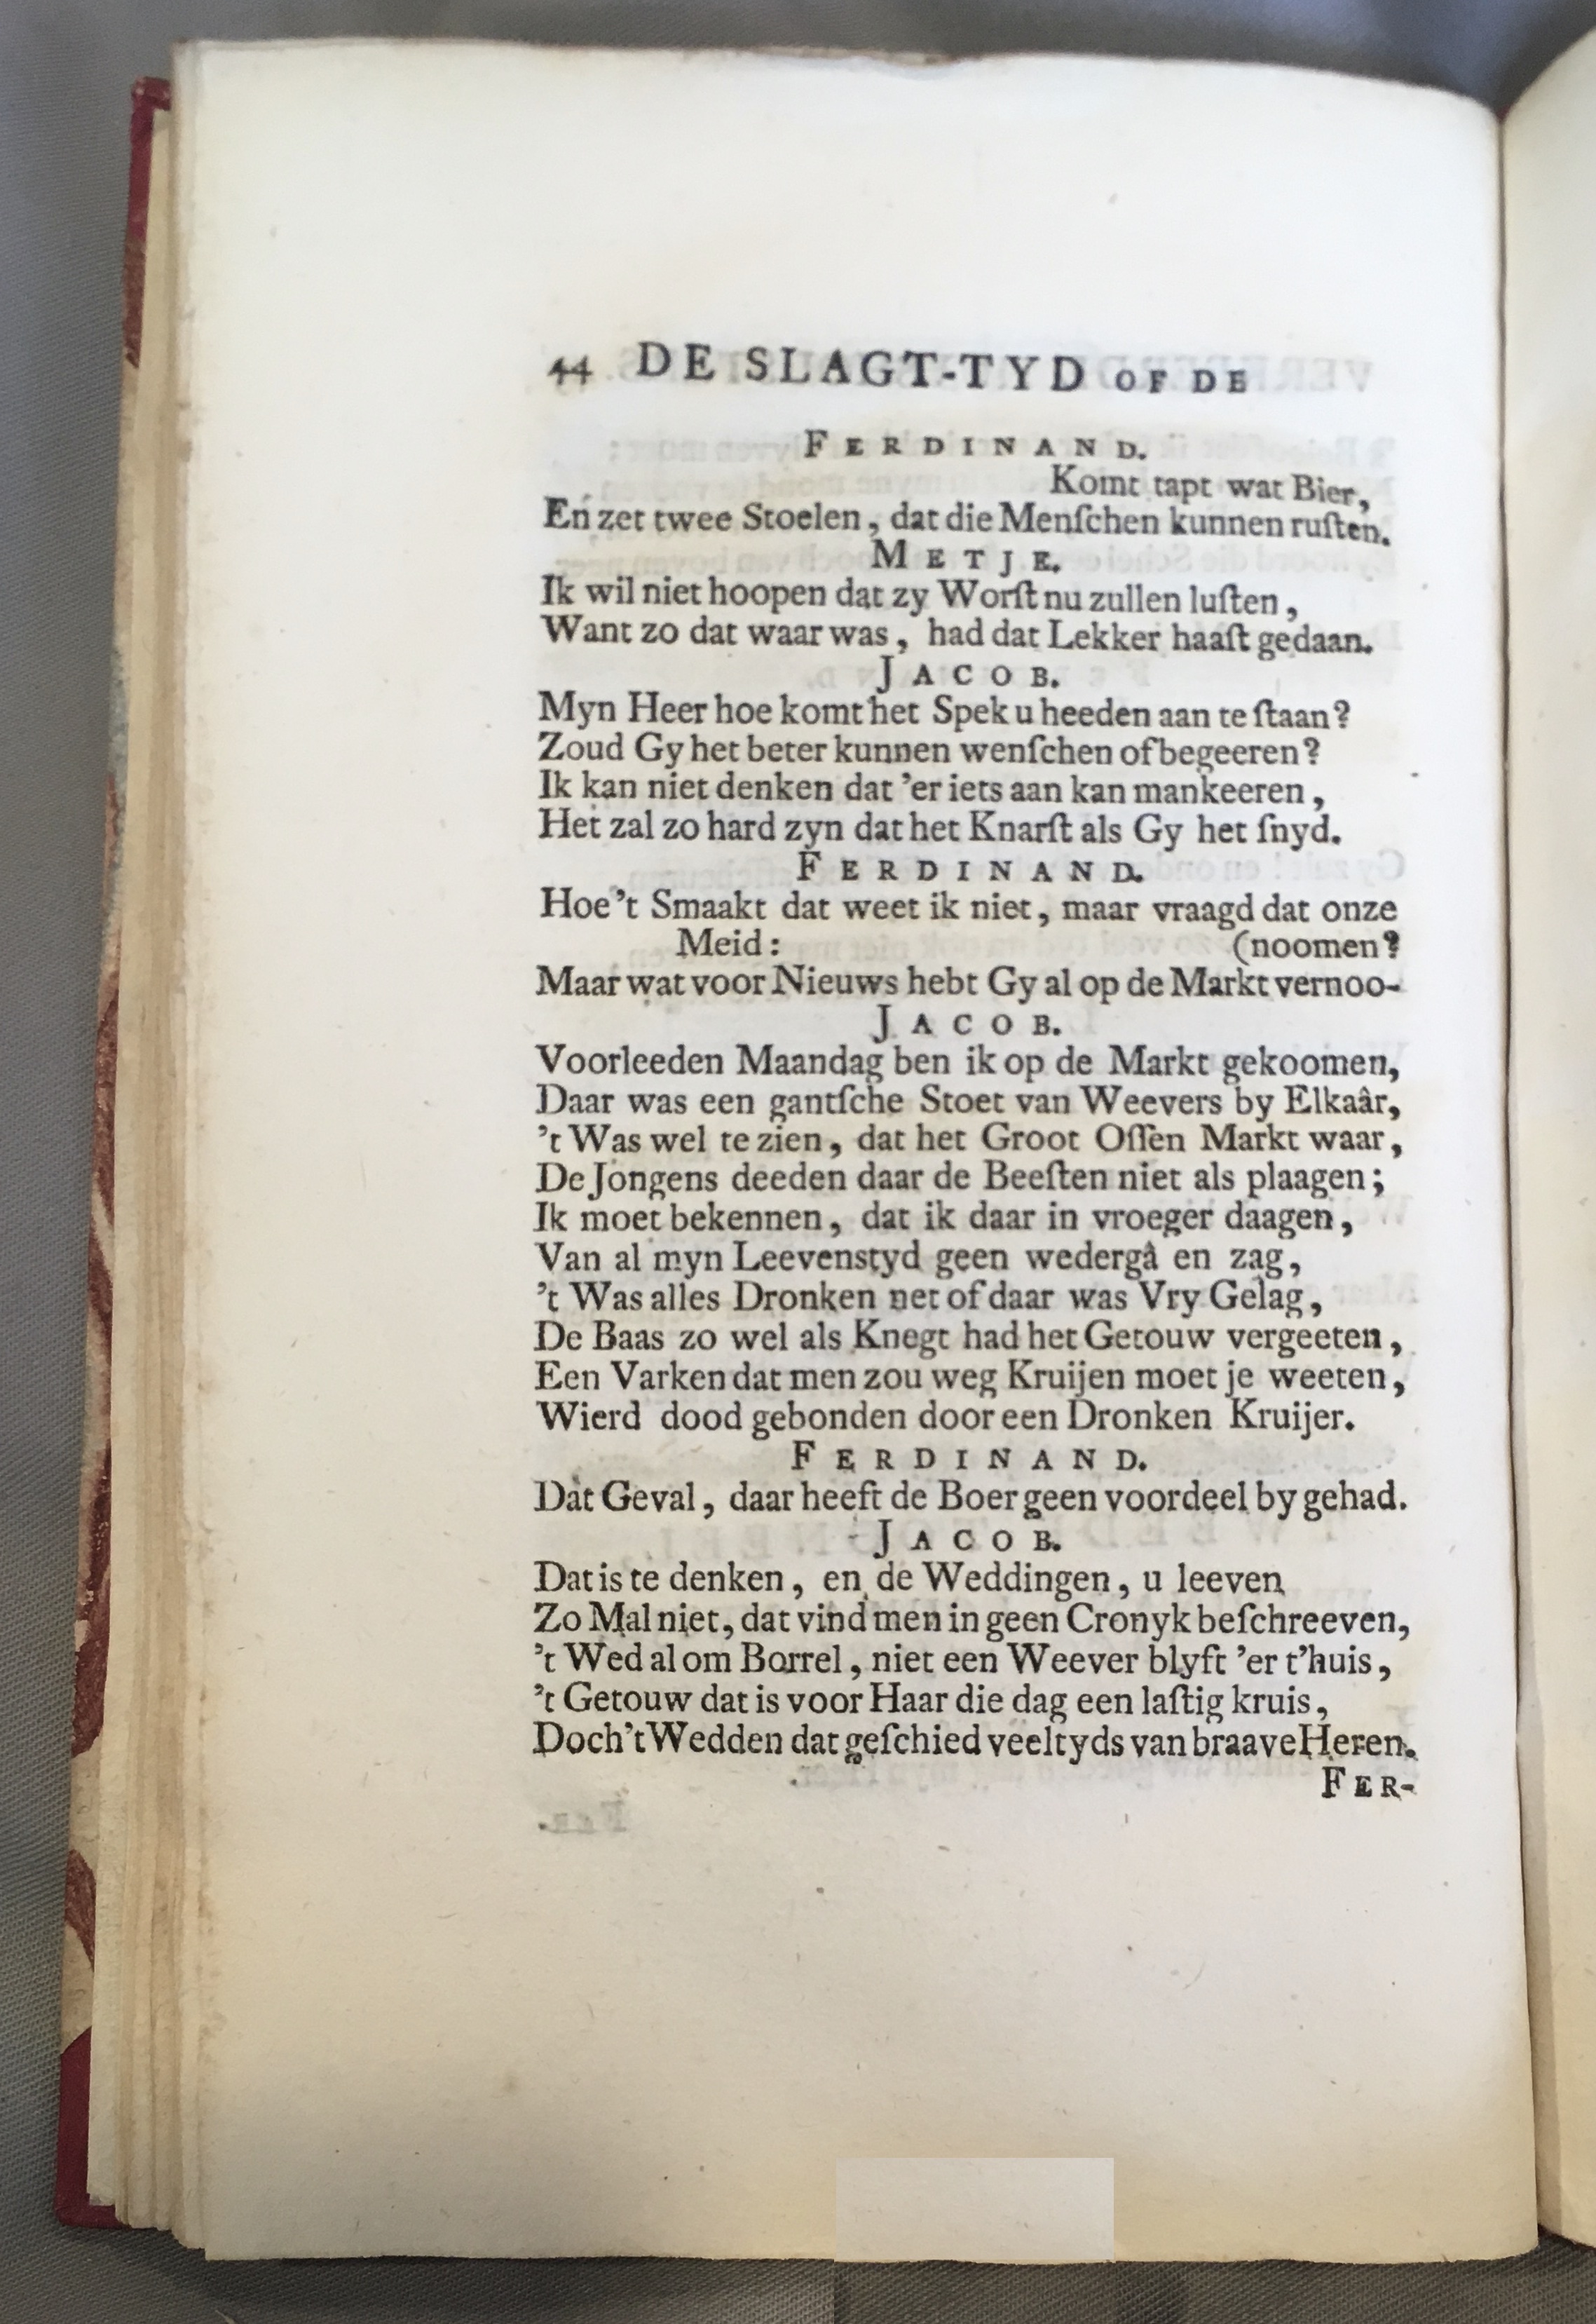 44 DE SLAGT-TYD OF DE
FERDINAND.
Komt tapt wat Bier,
En zet twee Stoelen, dat die Menſchen kunnen ruſten.
METJE.
Ik wil niet hoopen dat zy Worſt nu zullen luſten,
Want zo dat waar was, had dat Lekker haaſt gedaan.
JACOB.
Myn Heer hoe komt het Spek u heeden aan te ſtaan?
Zoud Gy het beter kunnen wenſchen of begeeren?
Ik kan niet denken dat 'er iets aan kan mankeeren,
Het zal zo hard zyn dat het Knarſt als Gy het ſnyd.
FERDINAND.
Hoe 't Smaakt dat weet ik niet, maar vraagd dat onze
Meid: (noomen?
Maar wat voor Nieuws hebt Gy al op de Markt vernoo-
JACOB.
Voorleeden Maandag ben ik op de Markt gekoomen,
Daar was een gantſche Stoet van Weevers by Elkaâr,
't Was wel te zien, dat het Groot Oſſen Markt waar,
De Jongens deeden daar de Beeſten niet als plaagen;
Ik moet bekennen, dat ik daar in vroeger daagen,
Van al myn Leevenstyd geen wedergâ en zag,
't Was alles Dronken net of daar was Vry Gelag,
De Baas zo wel als Knegt had het Getouw vergeeten,
Een Varken dat men zou weg Kruijen moet je weeten,
Wierd dood gebonden door een Dronken Kruijer.
FERDINAND.
Dat Geval, daar heeft de Boer geen voordeel by gehad.
JACOB.
Dat is te denken, en de Weddingen, u leeven
Zo Mal niet, dat vind men in geen Cronyk beſchreeven,
't Wed al om Borrel, niet een Weever blyft 'er t'huis,
't Getouw dat is voor Haar die dag een laſtig kruis,
Doch 't Wedden dat geſchied veeltyds van braave Heren.
FER-